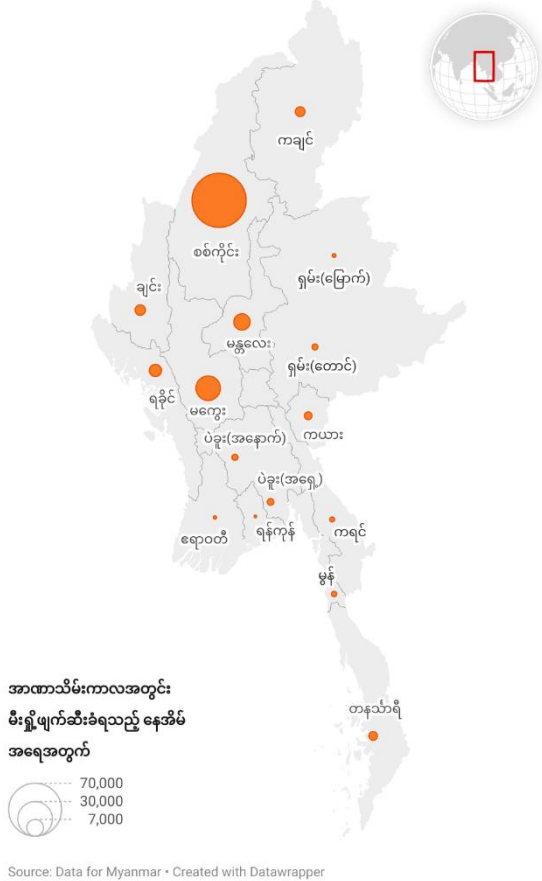 ကချင်
စစ်ကိုင်း
ရှမ်း(မြောက်)
ချင်း
မန္တလေး
ရှမ်း(တောင်)
ရခိုင်
မကွေး
ကယား
ပဲခူး(အနောက်)
ပဲခူး(အရှေ့)
ဧရာဝတီ
ရန်ကုန်
ကရင်
မွန်
တနင်္သာရီ
အာဏာသိမ်းကာလအတွင်း
မီးရှို့ဖျက်ဆီးခံရသည့် နေအိမ်
အရေအတွက်
70,000
30,000
7,000
Source: Data for Myanmar • Created with Datawrapper